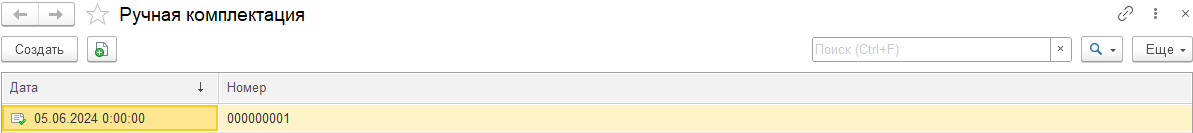 Ручная комплектация
Создать
Поиск (Ctrl+F)
×
Еще
Дата ↓ Номер
05.06.2024 0:00:00 000000001